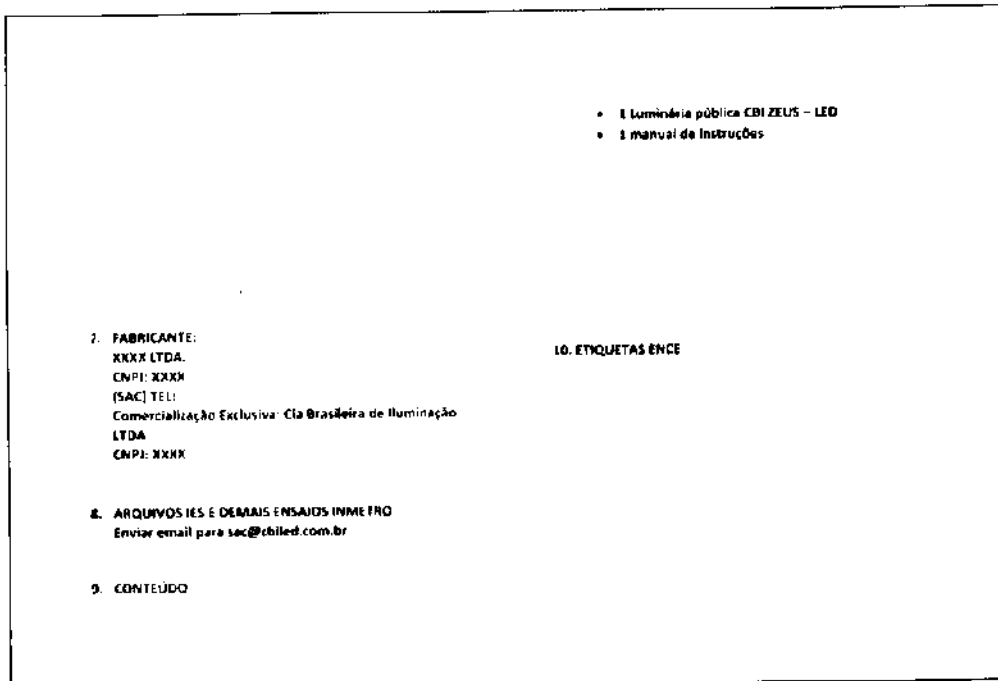 7. FABRICANTE:
XXXX LTDA.
CNPJ: XXXX
(SAC) TEL:
Comercialização Exclusiva: Cia Brasileira de Iluminação
LTDA
CNPJ: XXXX
8. ARQUIVOS IES E DEMAIS ENSAIOS INMETRO
Enviar email para sac@cbiled.com.br
9. CONTEÚDO
• 1 Luminária pública CBI ZEUS – LED
• 1 manual de Instruções
10. ETIQUETAS ENCE